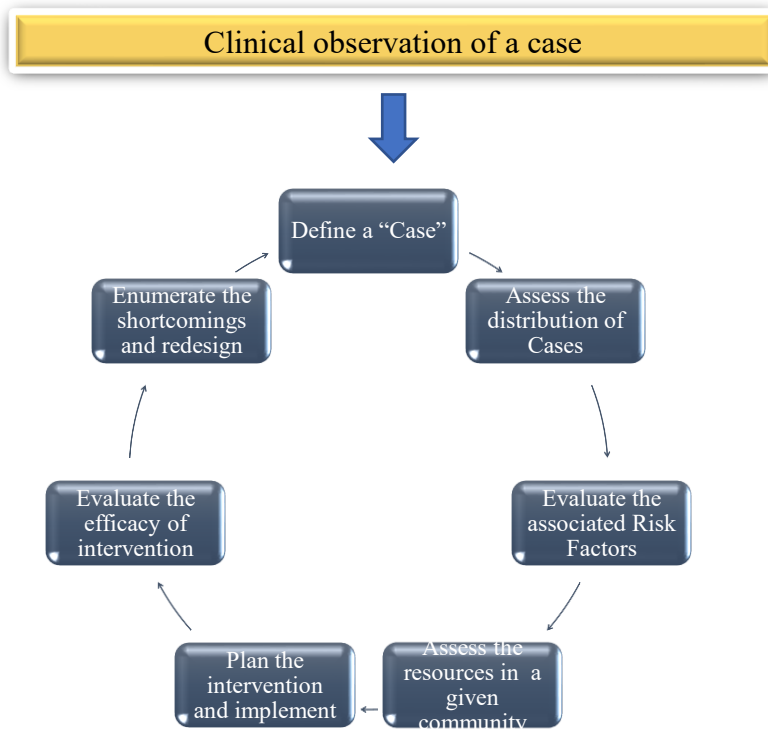 Clinical observation of a case
Define a “Case”
Assess the
distribution of
Cases
Evaluate the
associated Risk
Factors
Assess the
resources in  a
given
community
Plan the
intervention
and implement
Evaluate the
efficacy of
intervention
Enumerate the
shortcomings
and redesign